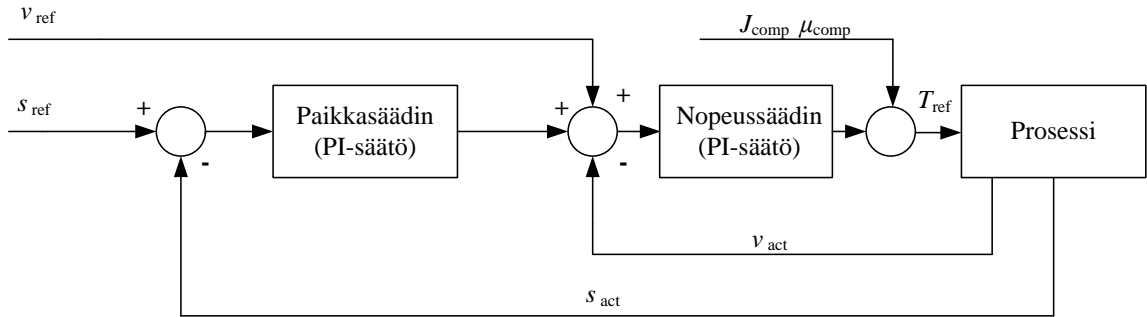 v ref
J comp μ comp
s ref
+
-
Paikkasäädin
(PI-säätö)
+
+
-
Nopeussäädin
(PI-säätö)
T ref
Prosessi
v act
s act